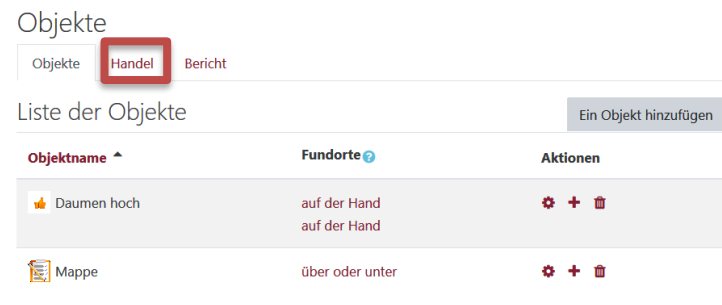 Objekte
Objekte Handel Bericht
Liste der Objekte Ein Objekt hinzufügen
Objektname Fundorte Aktionen
Daumen hoch auf der Hand
auf der Hand
Mappe über oder unter